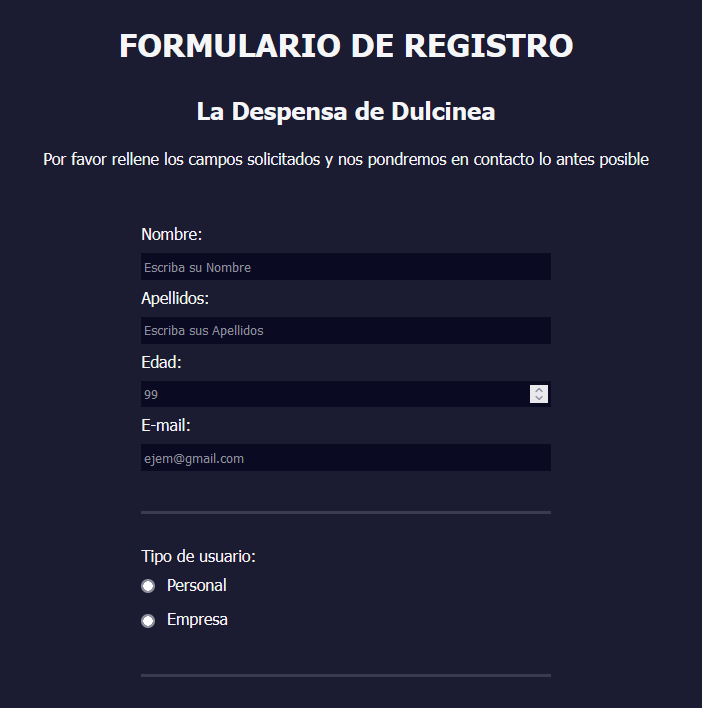 FORMULARIO DE REGISTRO
La Despensa de Dulcinea
Por favor rellene los campos solicitados y nos pondremos en contacto lo antes posible
Nombre:
Escriba su Nombre
Apellidos:
Escriba sus Apellidos
Edad:
99
E-mail:
ejem@gmail.com
Tipo de usuario:
Personal
Empresa